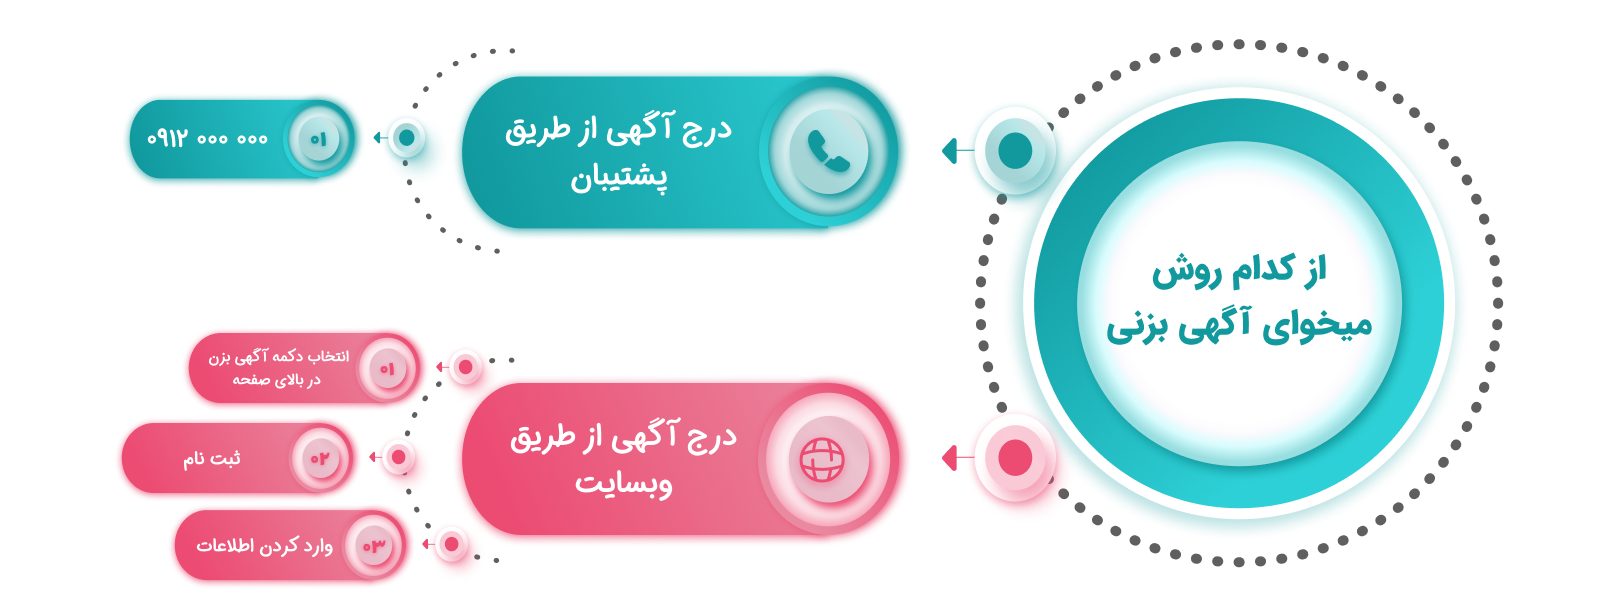 از کدام روش
میخوای آگهی بزنی
درج آگهی از طریق
پشتیبان
۰۱
۰۹۱۲ ۰۰۰ ۰۰۰
درج آگهی از طریق
وبسایت
۰۱
انتخاب دکمه آگهی بزن
در بالای صفحه
۰۲
ثبت نام
۰۳
وارد کردن اطلاعات